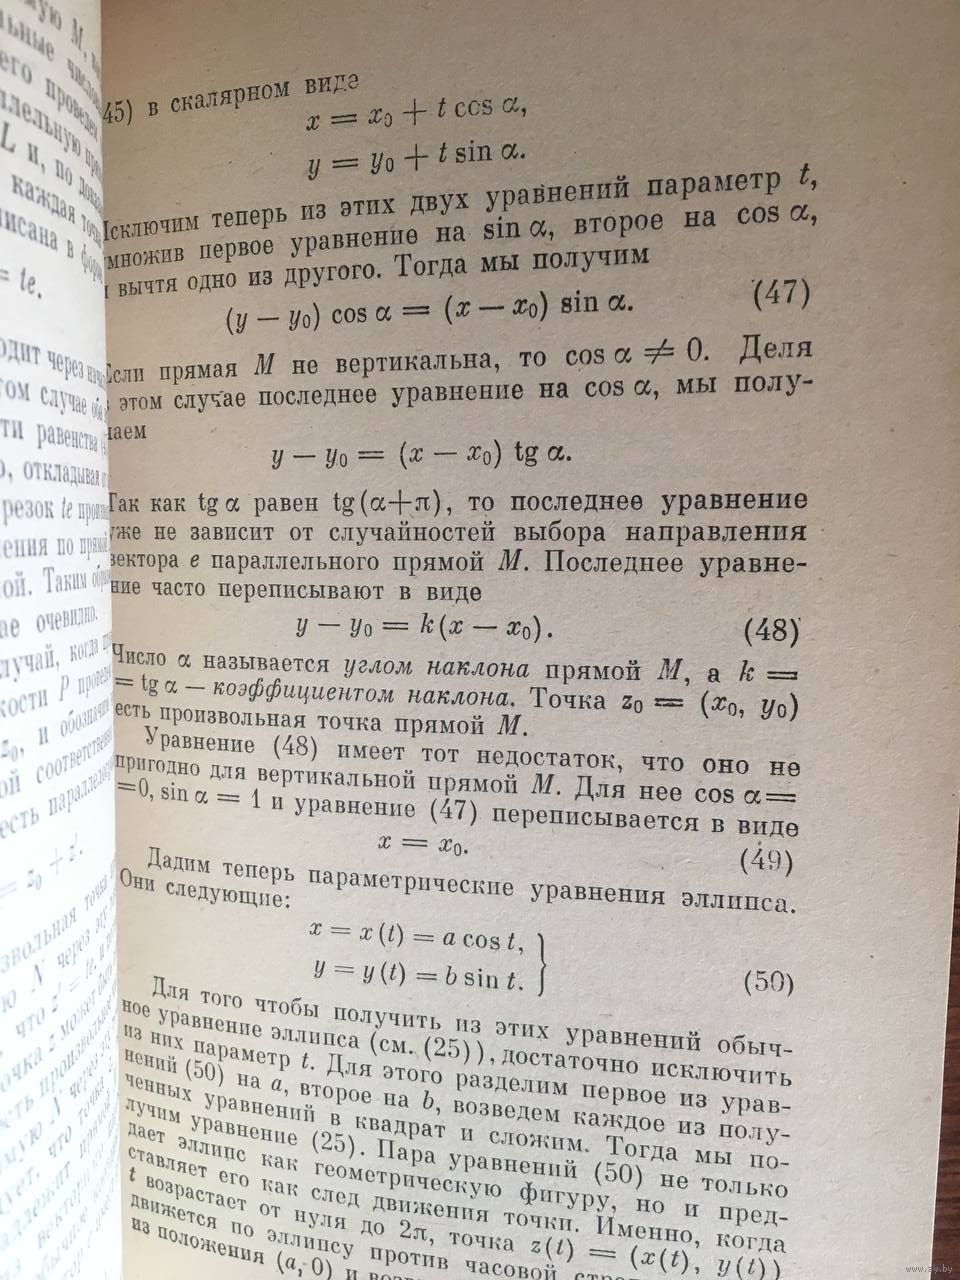 45) в скалярном виде
x = x₀ + t cos α,
y = y₀ + t sin α.
Исключим теперь из этих двух уравнений параметр t,
умножив первое уравнение на sin α, второе на cos α,
и вычтя одно из другого. Тогда мы получим
(y — y₀) cos α = (x — x₀) sin α. (47)
Если прямая M не вертикальна, то cos α ≠ 0. Деля
этом случае последнее уравнение на cos α, мы полу-
чаем
y — y₀ = (x — x₀) tg α.
Так как tg α равен tg (α+π), то последнее уравнение
уже не зависит от случайностей выбора направления
вектора e параллельного прямой M. Последнее уравне-
ние часто переписывают в виде
y — y₀ = k (x — x₀). (48)
Число α называется углом наклона прямой M, а k =
= tg α — коэффициентом наклона. Точка z₀ = (x₀, y₀)
есть произвольная точка прямой M.
Уравнение (48) имеет тот недостаток, что оно не
пригодно для вертикальной прямой M. Для нее cos α =
=0, sin α = 1 и уравнение (47) переписывается в виде
x = x₀. (49)
Дадим теперь параметрические уравнения эллипса.
Они следующие:
x = x (t) = a cos t,
y = y (t) = b sin t. (50)
Для того чтобы получить из этих уравнений обыч-
ное уравнение эллипса (см. (25)), достаточно исключить
из них параметр t. Для этого разделим первое из урав-
нений (50) на a, второе на b, возведем каждое из полу-
ченных уравнений в квадрат и сложим. Тогда мы по-
лучим уравнение (25). Пара уравнений (50) не только
дает эллипс как геометрическую фигуру, но и пред-
ставляет его как след движения точки. Именно, когда
t возрастает от нуля до 2π, точка z(t) = (x(t), y(t))
движется по эллипсу против часовой
из положения (a, 0) и
www.ay.by